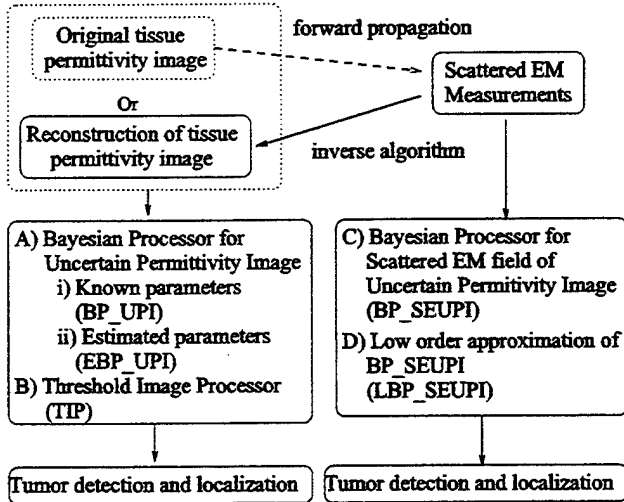 Original tissue
permittivity image
forward propagation
Scattered EM
Measurements
Or
Reconstruction of tissue
permittivity image
inverse algorithm
A) Bayesian Processor for
Uncertain Permittivity Image
i) Known parameters
(BP_UPI)
ii) Estimated parameters
(EBP_UPI)
B) Threshold Image Processor
(TIP)
C) Bayesian Processor for
Scattered EM field of
Uncertain Permitivity Image
(BP_SEUPI)
D) Low order approximation of
BP_SEUPI
(LBP_SEUPI)
Tumor detection and localization
Tumor detection and localization